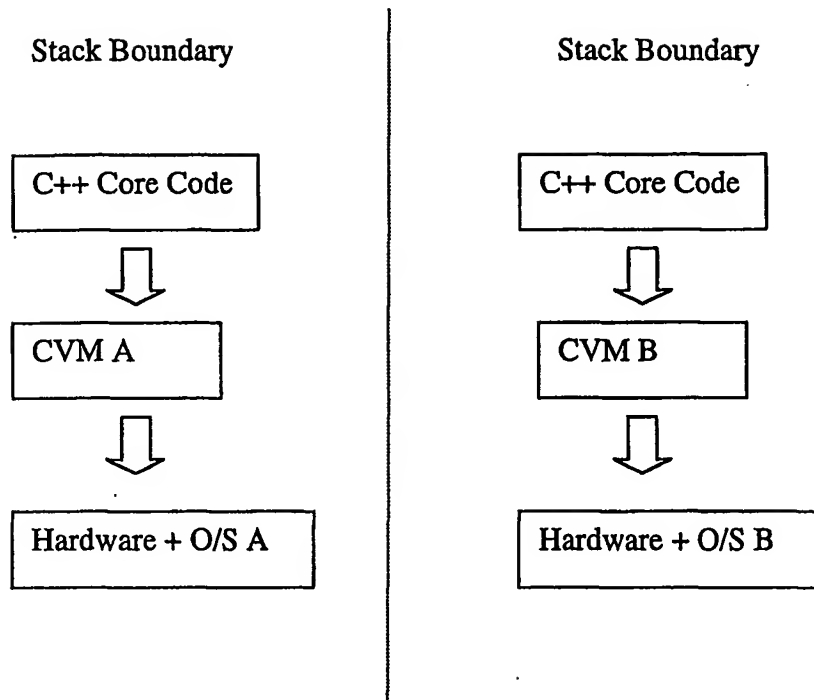 Stack Boundary
C++ Core Code
CVM A
Hardware + O/S A
Stack Boundary
C++ Core Code
CVM B
Hardware + O/S B